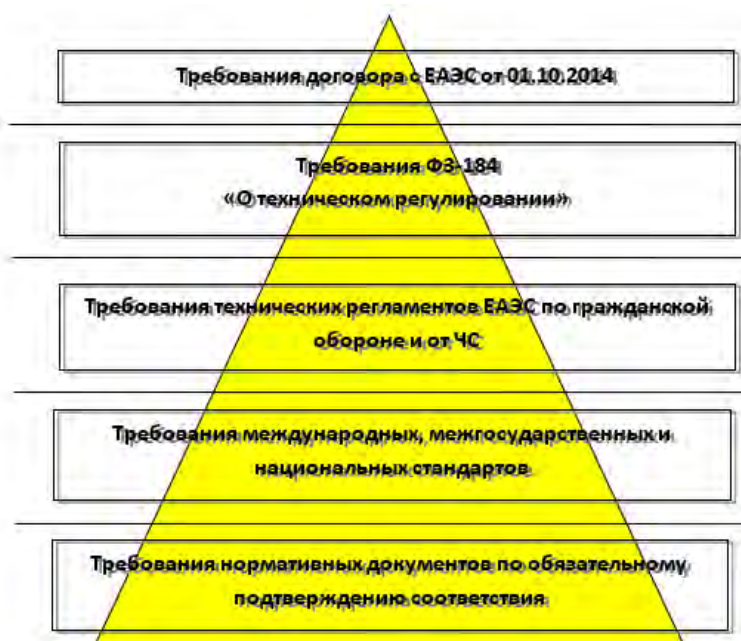 Требования договора с ЕАЭС от 01.10.2014
Требования ФЗ-184
«О техническом регулировании»
Требования технических регламентов ЕАЭС по гражданской
обороне и от ЧС
Требования международных, межгосударственных и
национальных стандартов
Требования нормативных документов по обязательному
подтверждению соответствия